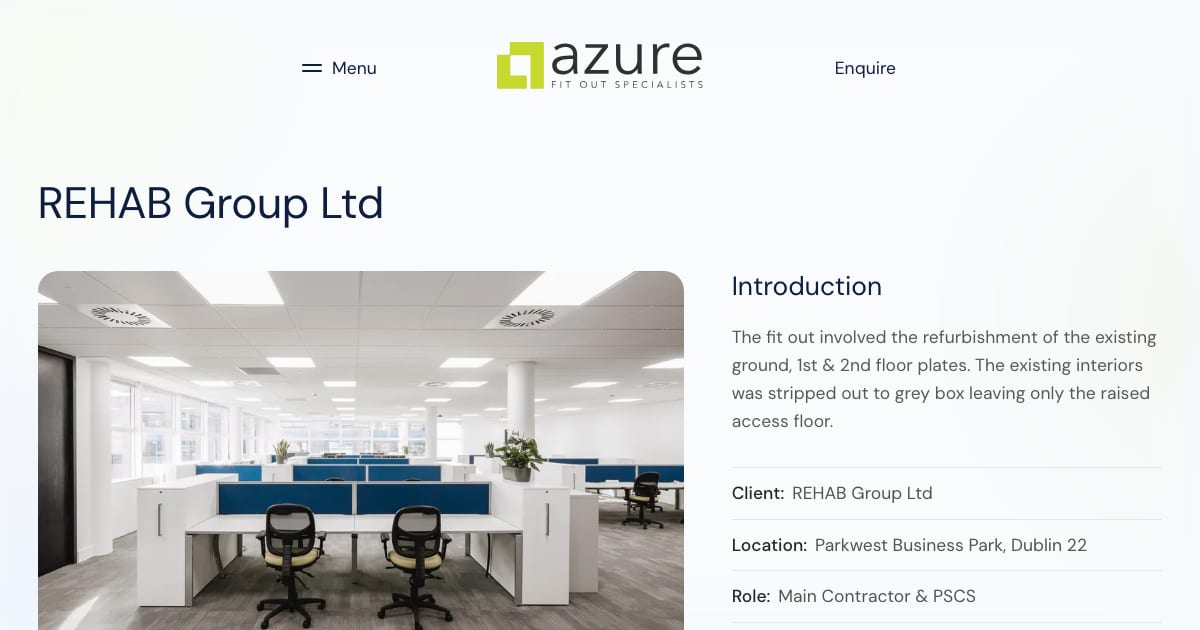 Menu
azure
FIT OUT SPECIALISTS
Enquire
REHAB Group Ltd
Introduction
The fit out involved the refurbishment of the existing
ground, 1st & 2nd floor plates. The existing interiors
was stripped out to grey box leaving only the raised
access floor.
Client: REHAB Group Ltd
Location: Parkwest Business Park, Dublin 22
Role: Main Contractor & PSCS